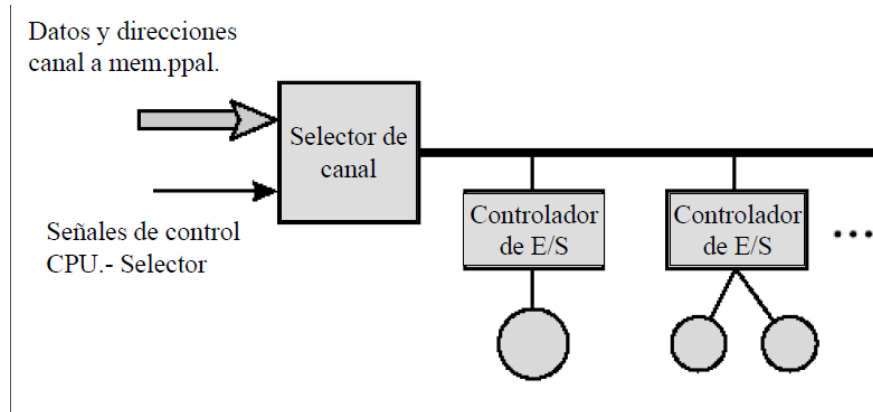 Datos y direcciones
canal a mem.ppal.
Selector de
canal
Señales de control
CPU.- Selector
Controlador
de E/S
Controlador
de E/S